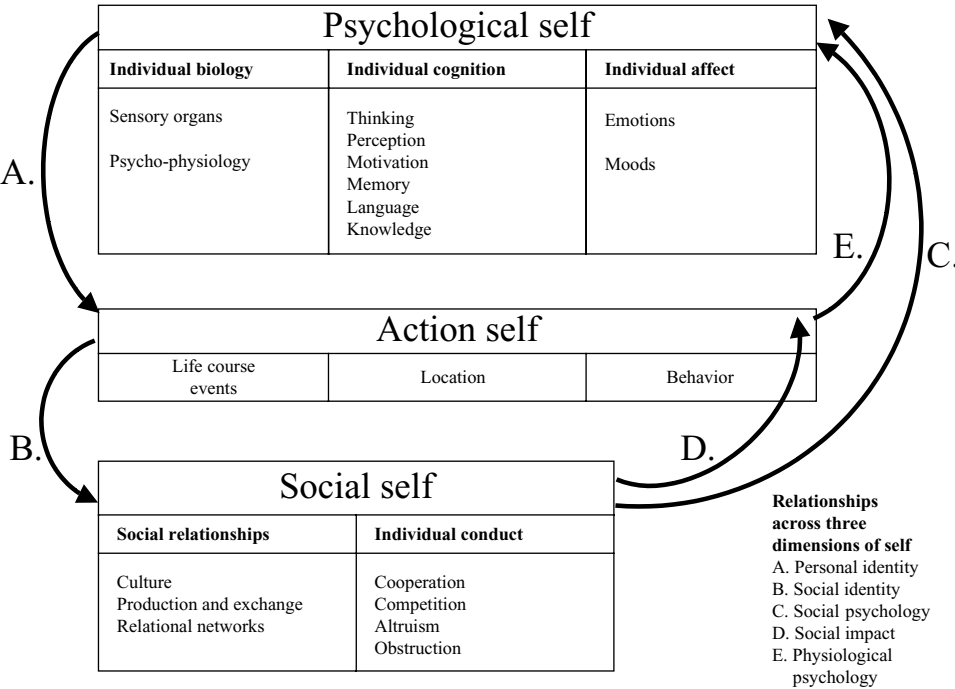 Psychological self
Individual biology
Individual cognition
Individual affect
Sensory organs
Psycho-physiology
Thinking
Perception
Motivation
Memory
Language
Knowledge
Emotions
Moods
A.
E.
C.
Action self
Life course
events
Location
Behavior
B.
D.
Social self
Social relationships
Individual conduct
Culture
Production and exchange
Relational networks
Cooperation
Competition
Altruism
Obstruction
Relationships
across three
dimensions of self
A. Personal identity
B. Social identity
C. Social psychology
D. Social impact
E. Physiological
psychology